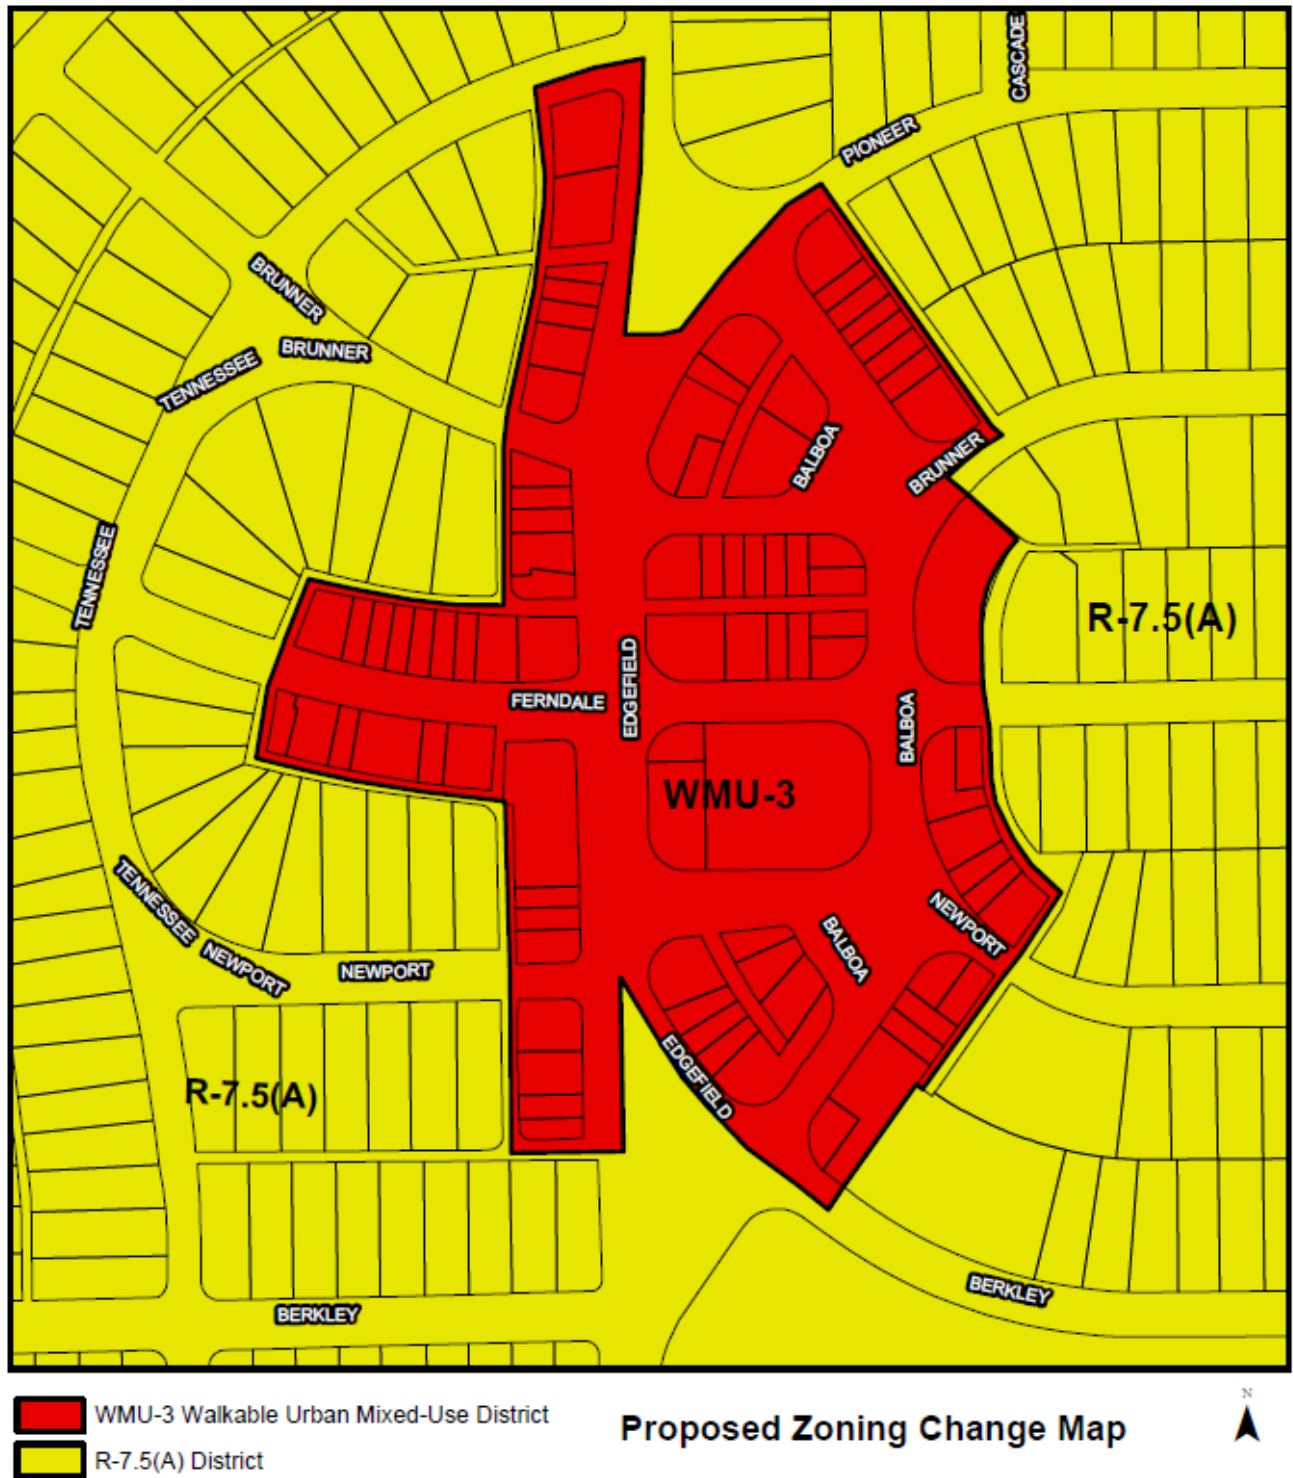 CASCADE
PIONEER
BRUNNER
BRUNNER
TENNESSEE
BALBOA
BRUNNER
TENNESSEE
R-7.5(A)
EDGEFIELD
FERNDALE
BALBOA
WMU-3
TENNESSEE
NEWPORT
NEWPORT
BALBOA
NEWPORT
EDGEFIELD
R-7.5(A)
BERKLEY
BERKLEY
WMU-3 Walkable Urban Mixed-Use District
R-7.5(A) District
Proposed Zoning Change Map
N